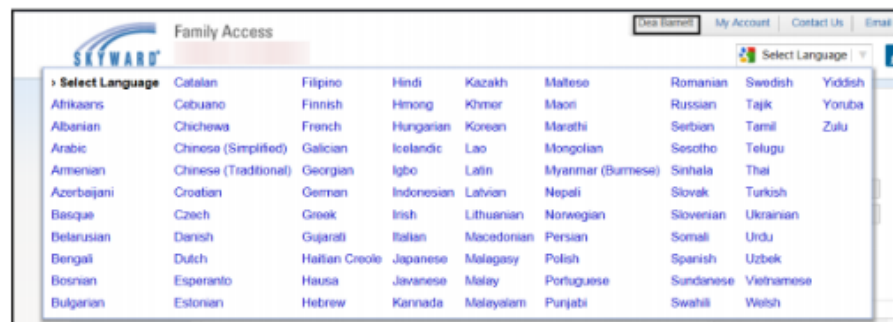 Family Access
SKYWARD
Dea Barnett My Account Contact Us Email
Select Language
› Select Language Catalan Filipino Hindi Kazakh Maltese Romanian Swedish Yiddish
Afrikaans Cebuano Finnish Hmong Khmer Maori Russian Tajik Yoruba
Albanian Chichewa French Hungarian Korean Marathi Serbian Tamil Zulu
Arabic Chinese (Simplified) Galician Icelandic Lao Mongolian Sesotho Telugu
Armenian Chinese (Traditional) Georgian Igbo Latin Myanmar (Burmese) Sinhala Thai
Azerbaijani Croatian German Indonesian Latvian Nepali Slovak Turkish
Basque Czech Greek Irish Lithuanian Norwegian Slovenian Ukrainian
Belarusian Danish Gujarati Italian Macedonian Persian Somali Urdu
Bengali Dutch Haitian Creole Japanese Malagasy Polish Spanish Uzbek
Bosnian Esperanto Hausa Javanese Malay Portuguese Sundanese Vietnamese
Bulgarian Estonian Hebrew Kannada Malayalam Punjabi Swahili Welsh